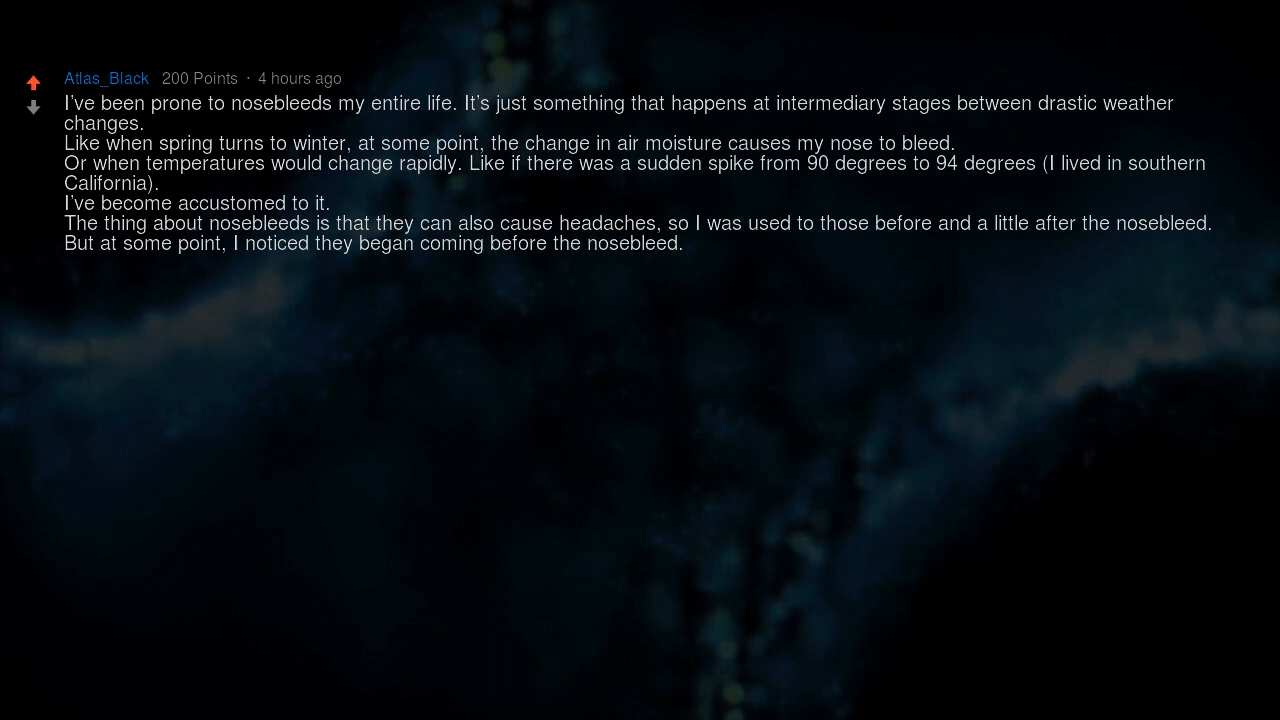 Atlas_Black 200 Points · 4 hours ago
I've been prone to nosebleeds my entire life. It's just something that happens at intermediary stages between drastic weather
changes.
Like when spring turns to winter, at some point, the change in air moisture causes my nose to bleed.
Or when temperatures would change rapidly. Like if there was a sudden spike from 90 degrees to 94 degrees (I lived in southern
California).
I've become accustomed to it.
The thing about nosebleeds is that they can also cause headaches, so I was used to those before and a little after the nosebleed.
But at some point, I noticed they began coming before the nosebleed.